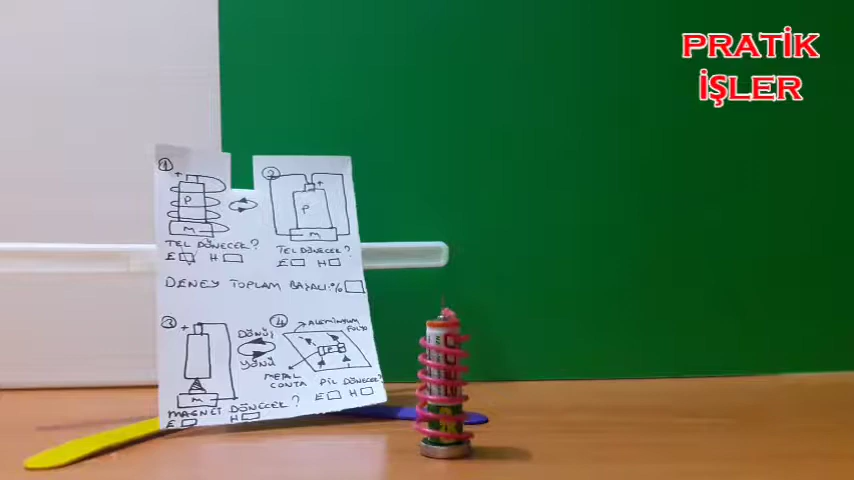 PRATİK
İŞLER
1
+
P
M
TEL DÖNECEK?
E H
2
+
P
M
TEL DÖNECEK?
E H
DENEY TOPLAM BAŞARI:%
3
+
M
DÖNÜŞ
YÖNÜ
MAGNET DÖNECEK?
E H
4
ALEMİNYUM
FOLYO
P
METAL
CONTA
PİL DÖNECEK?
E H